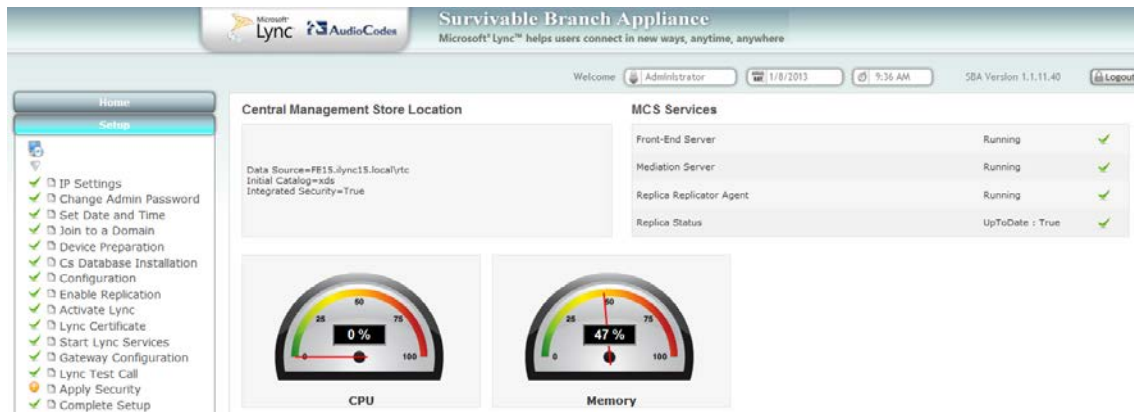 Microsoft®
Lync
AudioCodes
Survivable Branch Appliance
Microsoft® Lync™ helps users connect in new ways, anytime, anywhere
Welcome Administrator 1/8/2013 9:36 AM SBA Version 1.1.11.40 Logout
Home
Setup
IP Settings
Change Admin Password
Set Date and Time
Join to a Domain
Device Preparation
Cs Database Installation
Configuration
Enable Replication
Activate Lync
Lync Certificate
Start Lync Services
Gateway Configuration
Lync Test Call
Apply Security
Complete Setup
Central Management Store Location
Data Source=FE15.ilync15.local\rtc
Initial Catalog=xds
Integrated Security=True
MCS Services
Front-End Server Running
Mediation Server Running
Replica Replicator Agent Running
Replica Status UpToDate : True
0 25 50 75 100
0 %
CPU
0 25 50 75 100
47 %
Memory